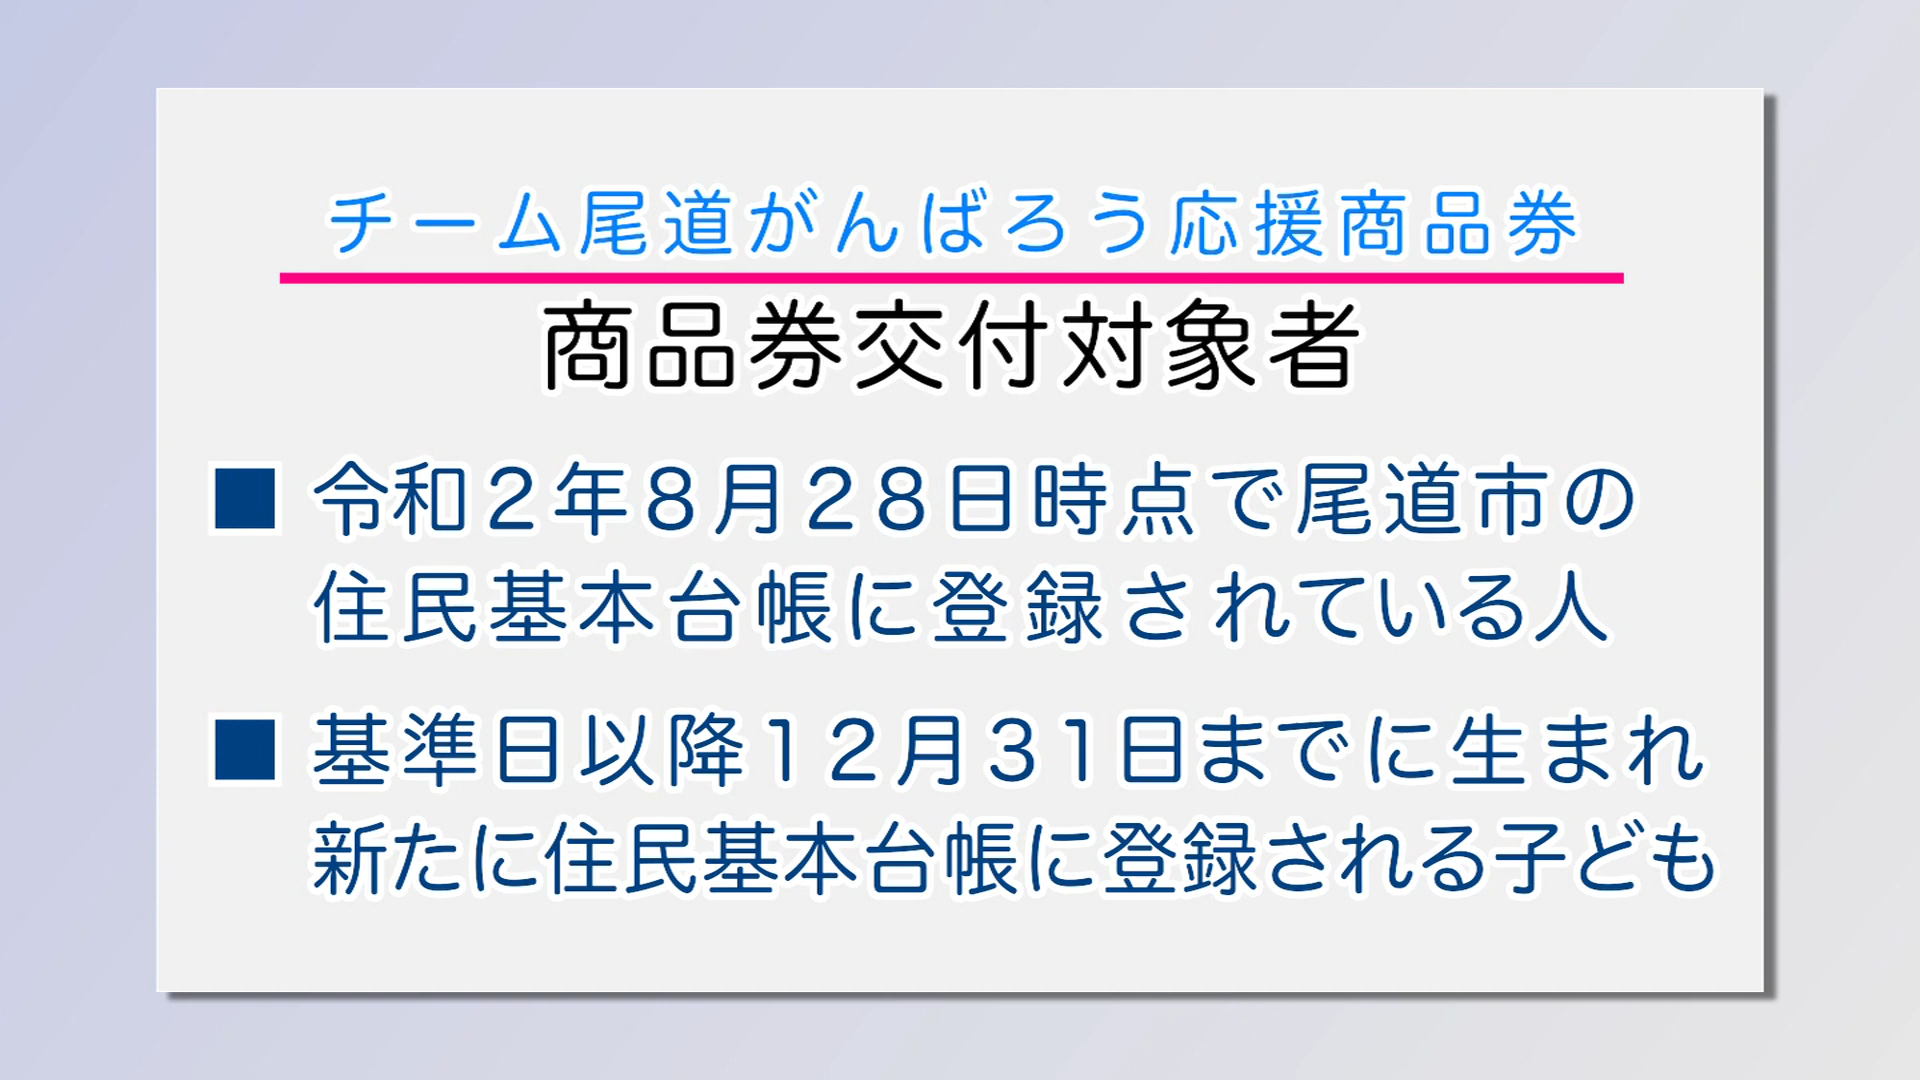 チーム尾道がんばろう応援商品券
商品券交付対象者
■ 令和２年８月２８日時点で尾道市の
住民基本台帳に登録されている人
■ 基準日以降１２月３１日までに生まれ
新たに住民基本台帳に登録される子ども